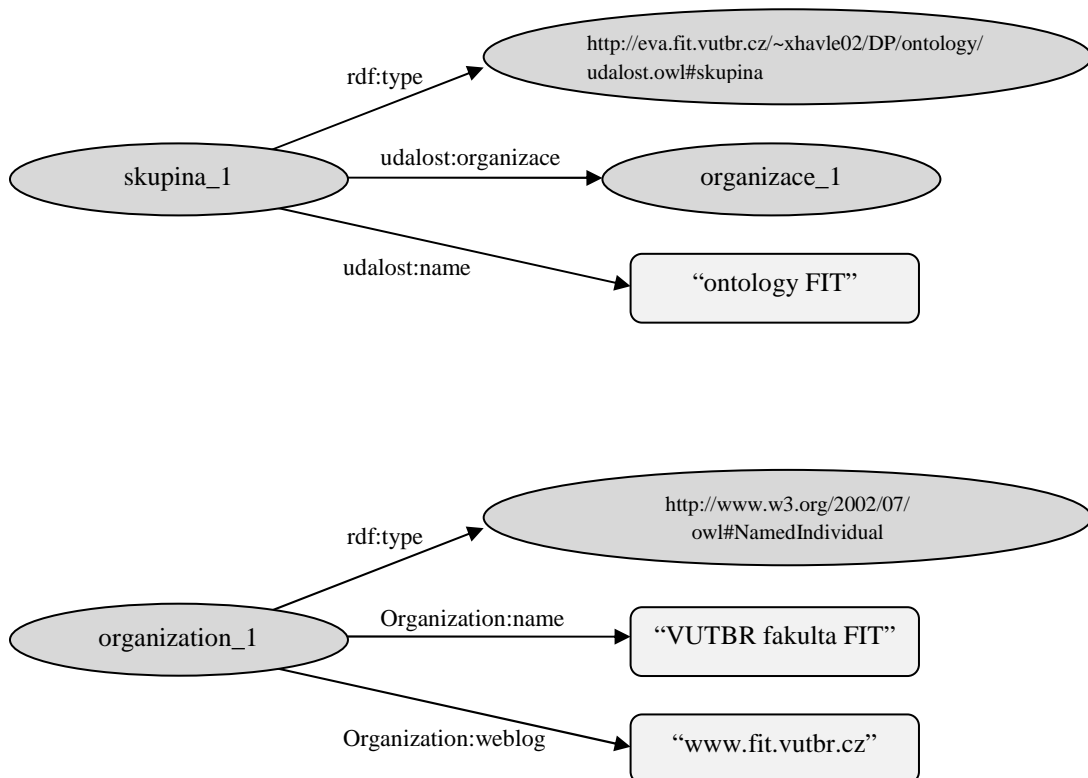 http://eva.fit.vutbr.cz/~xhavle02/DP/ontology/
udalost.owl#skupina
rdf:type
udalost:organizace
skupina_1
organizace_1
udalost:name
“ontology FIT”
http://www.w3.org/2002/07/
owl#NamedIndividual
rdf:type
Organization:name
organization_1
“VUTBR fakulta FIT”
Organization:weblog
“www.fit.vutbr.cz”